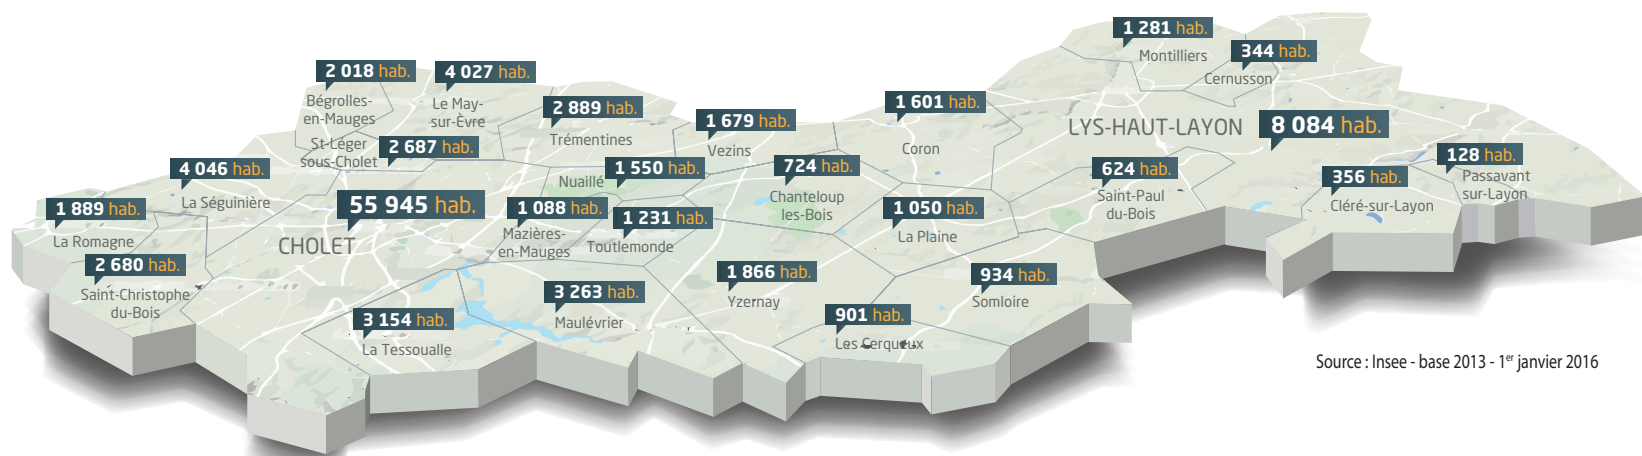 1 281 hab.
Montilliers
344 hab.
Cernusson
2 018 hab.
Bégrolles-
en-Mauges
4 027 hab.
Le May-
sur-Èvre
2 889 hab.
Trémentines
1 679 hab.
Vezins
1 601 hab.
Coron
LYS-HAUT-LAYON
8 084 hab.
St-Léger
sous-Cholet
2 687 hab.
4 046 hab.
La Séguinière
Nuaillé
1 550 hab.
724 hab.
Chanteloup
les-Bois
624 hab.
Saint-Paul
du-Bois
356 hab.
Cléré-sur-Layon
128 hab.
Passavant
sur-Layon
1 889 hab.
La Romagne
55 945 hab.
CHOLET
1 088 hab.
Mazières-
en-Mauges
1 231 hab.
Toutlemonde
1 050 hab.
La Plaine
2 680 hab.
Saint-Christophe
du-Bois
1 866 hab.
Yzernay
934 hab.
Somloire
3 263 hab.
Maulévrier
3 154 hab.
La Tessoualle
901 hab.
Les Cerqueux
Source : Insee - base 2013 - 1er janvier 2016